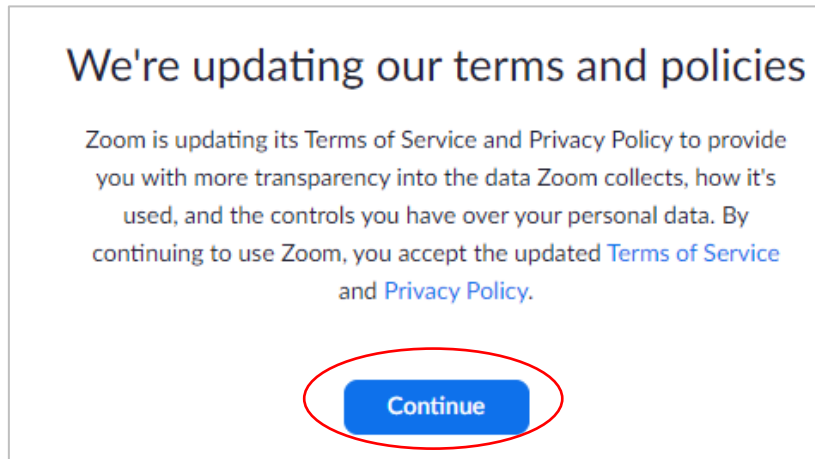 We're updating our terms and policies
Zoom is updating its Terms of Service and Privacy Policy to provide
you with more transparency into the data Zoom collects, how it's
used, and the controls you have over your personal data. By
continuing to use Zoom, you accept the updated Terms of Service
and Privacy Policy.
Continue